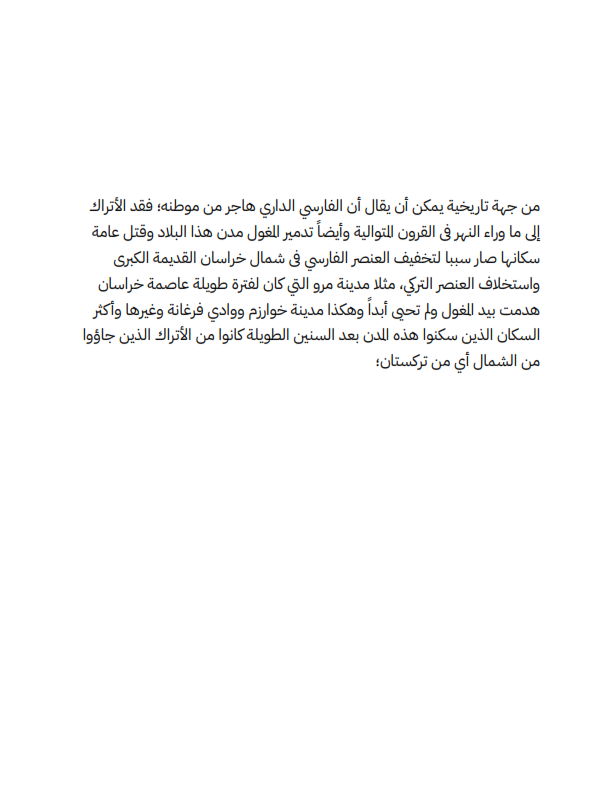 من جهة تاريخية يمكن أن يقال أن الفارسي الداري هاجر من موطنه؛ فقد الأتراك
إلى ما وراء النهر فى القرون المتوالية وأيضاً تدمير المغول مدن هذا البلاد وقتل عامة
سكانها صار سببا لتخفيف العنصر الفارسي فى شمال خراسان القديمة الكبرى
واستخلاف العنصر التركي، مثلا مدينة مرو التي كان لفترة طويلة عاصمة خراسان
هدمت بيد المغول ولم تحيى أبداً وهكذا مدينة خوارزم ووادي فرغانة وغيرها وأكثر
السكان الذين سكنوا هذه المدن بعد السنين الطويلة كانوا من الأتراك الذين جاؤوا
من الشمال أي من تركستان؛